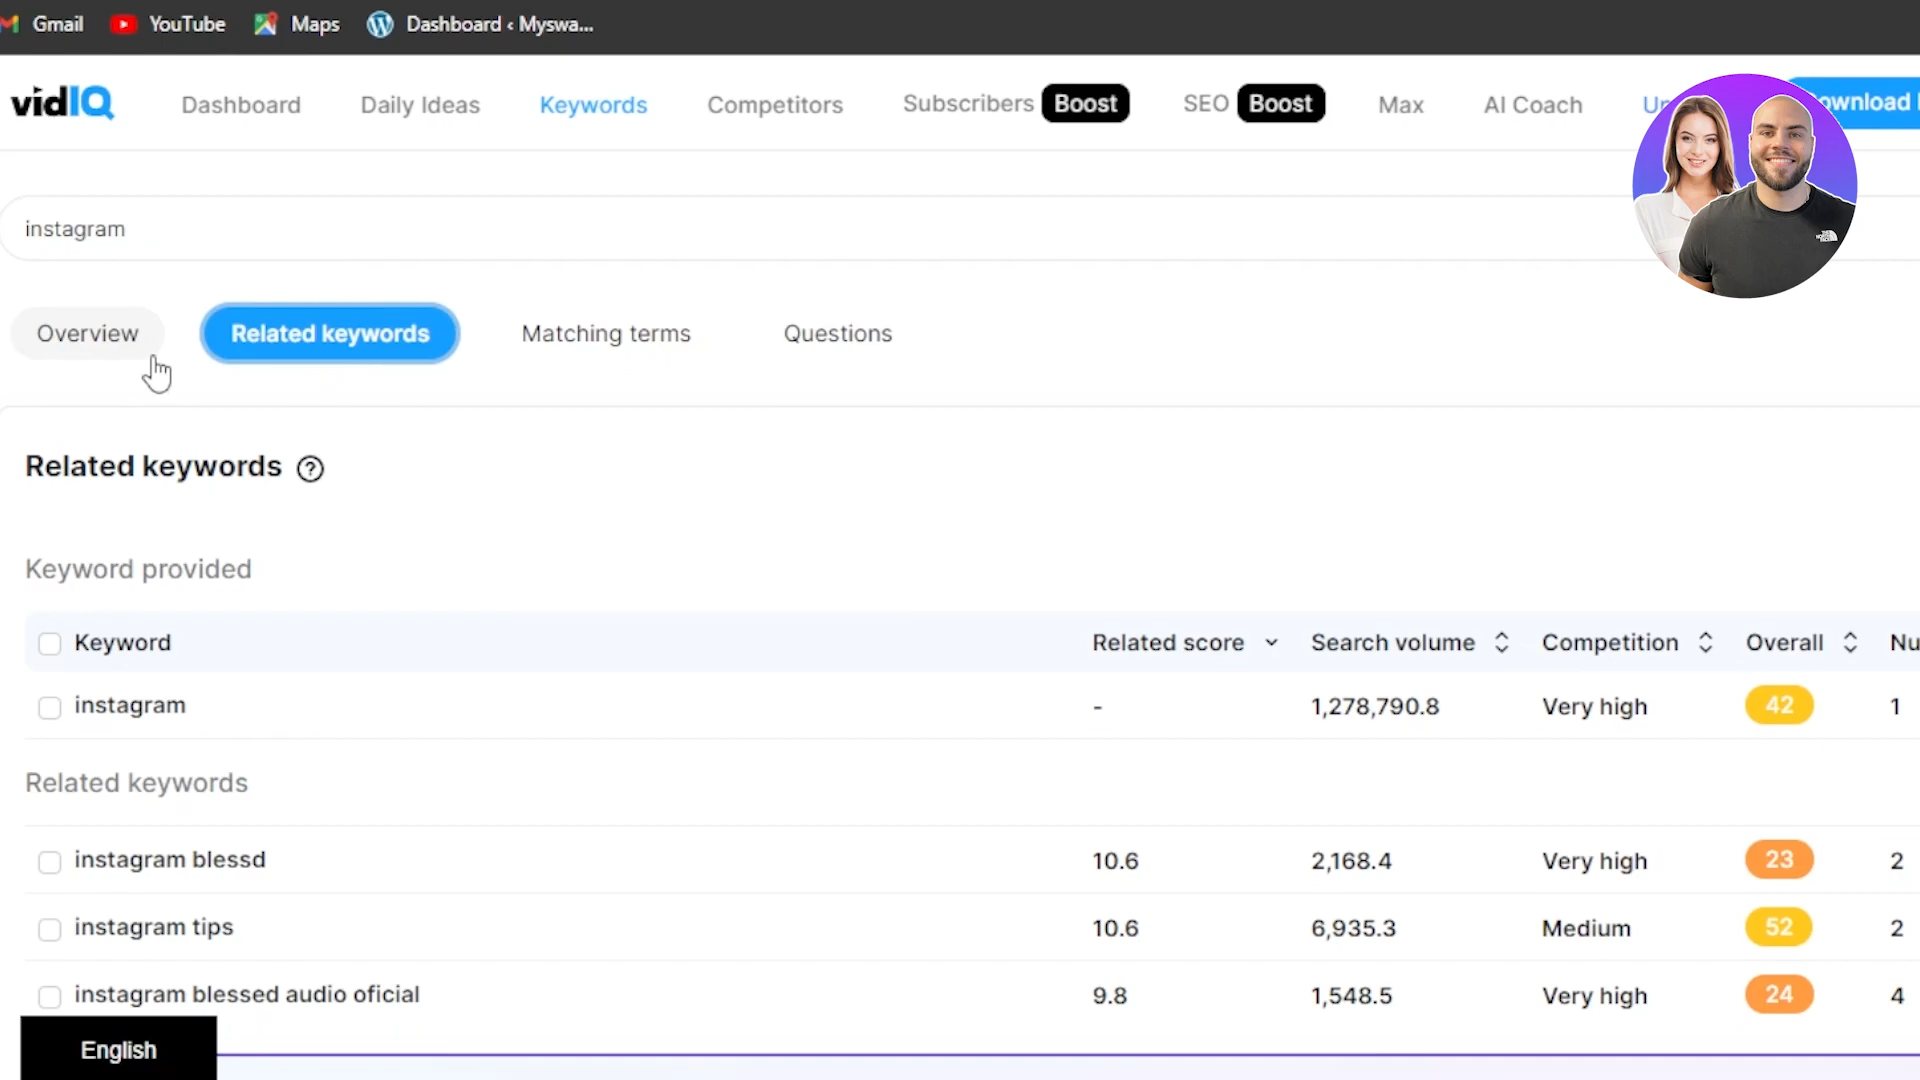 Gmail YouTube Maps Dashboard ‹ Myswa...
vidIQ Dashboard Daily Ideas Keywords Competitors Subscribers Boost SEO Boost Max AI Coach
instagram
Overview Related keywords Matching terms Questions
Related keywords ?
Keyword provided
Keyword Related score Search volume Competition Overall
instagram - 1,278,790.8 Very high 42 1
Related keywords
instagram blessd 10.6 2,168.4 Very high 23 2
instagram tips 10.6 6,935.3 Medium 52 2
instagram blessed audio oficial 9.8 1,548.5 Very high 24 4
English